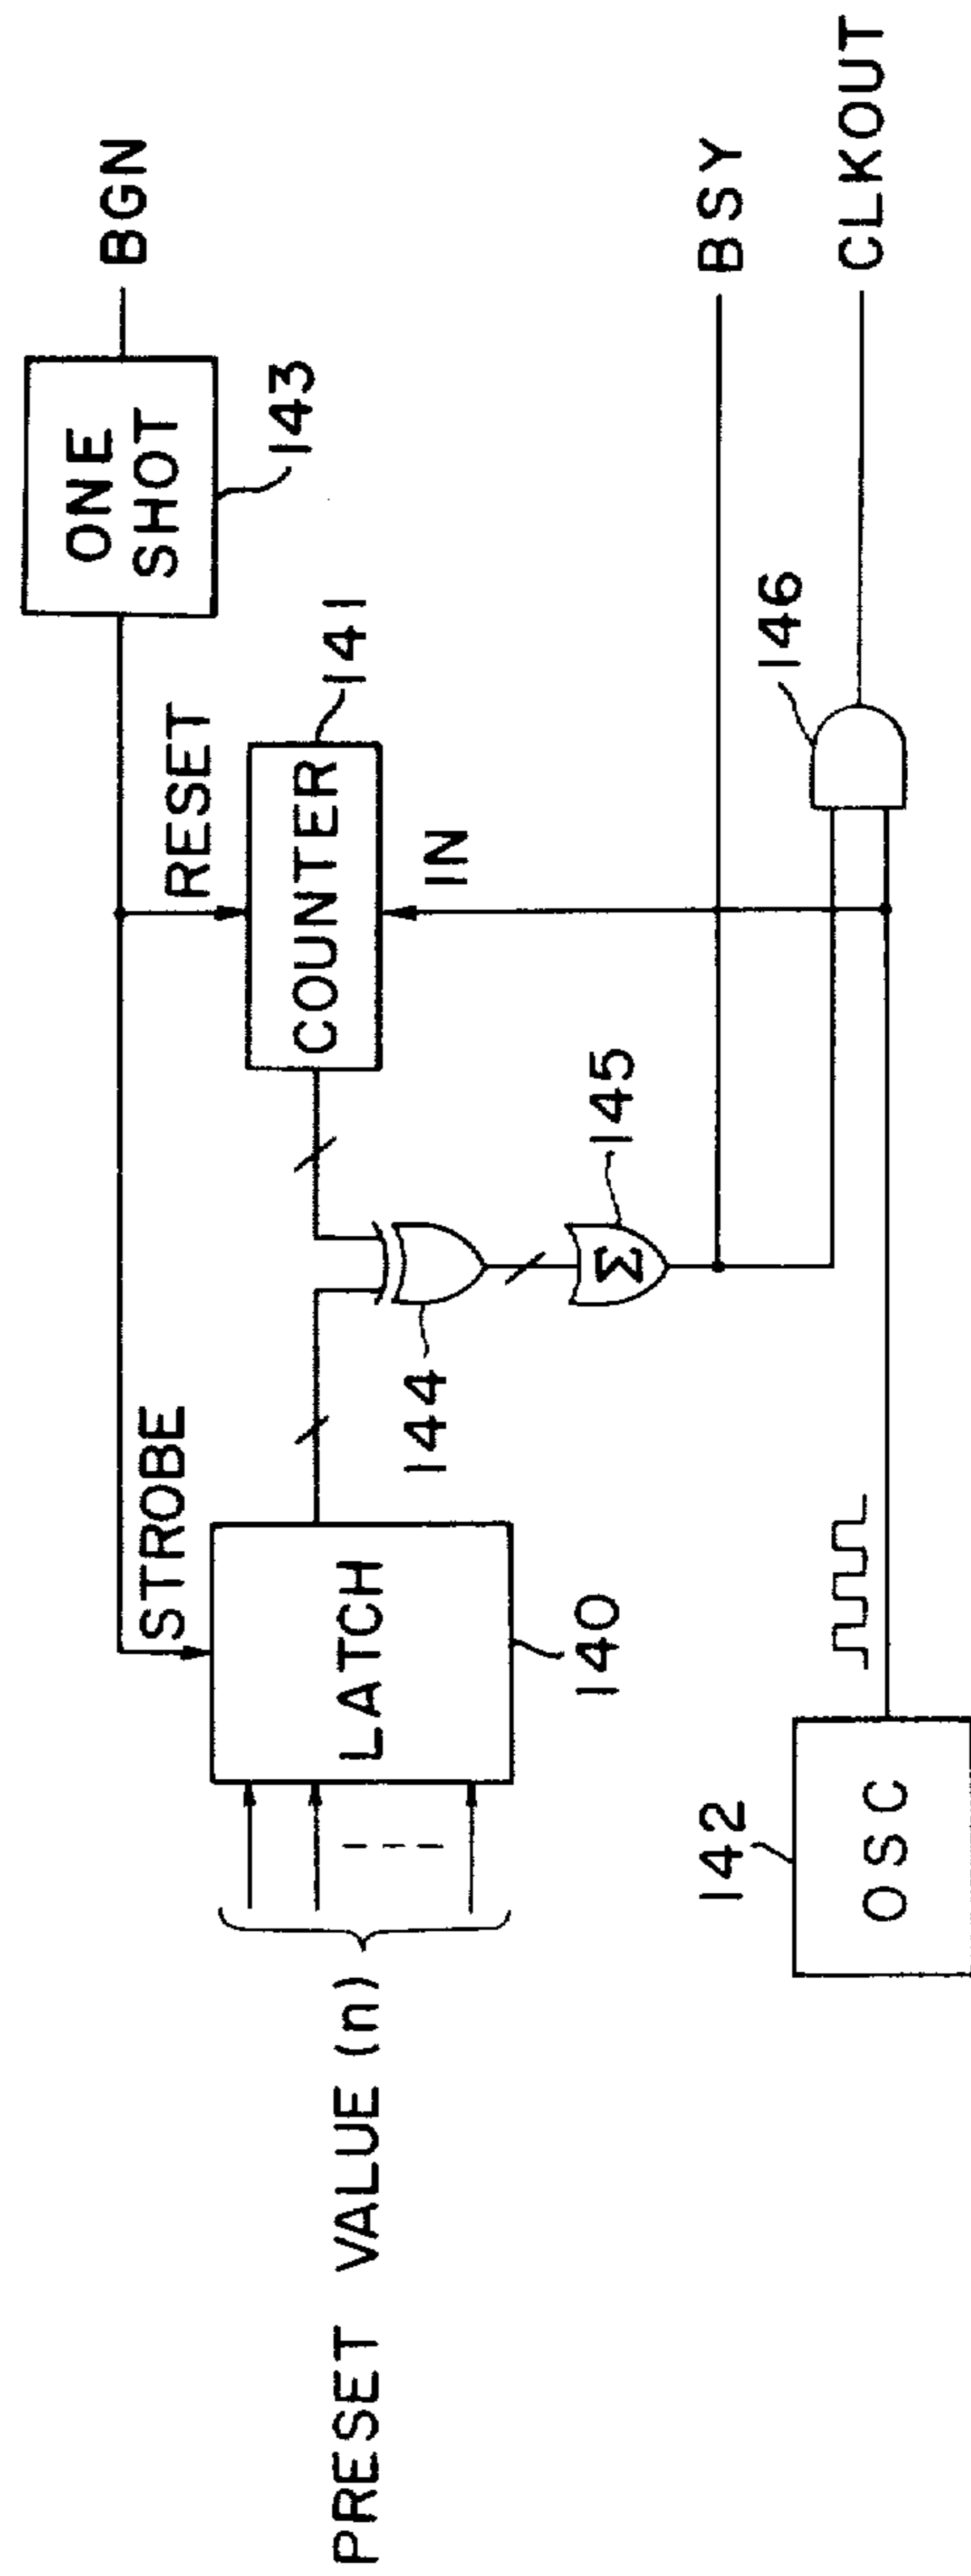 ONE
SHOT
BGN
143
STROBE
RESET
PRESET VALUE (n)
LATCH
140
COUNTER
141
IN
144
Σ
145
BSY
142
OSC
146
CLKOUT